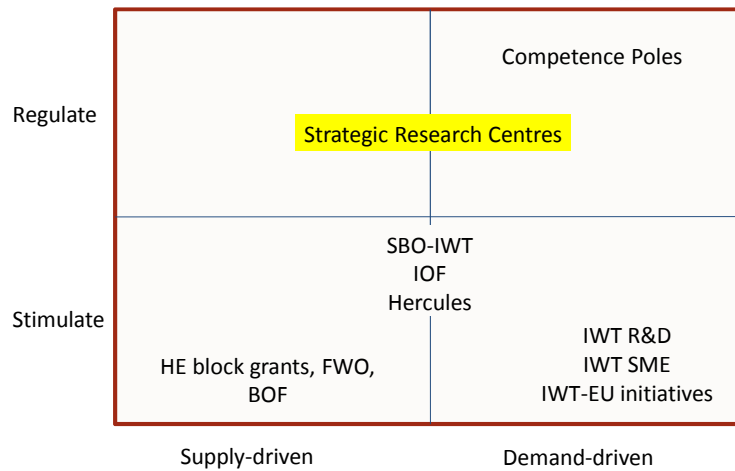 Competence Poles
Regulate
Strategic Research Centres
SBO-IWT
IOF
Hercules
Stimulate
IWT R&D
HE block grants, FWO,
IWT SME
BOF
IWT-EU initiatives
Supply-driven
Demand-driven